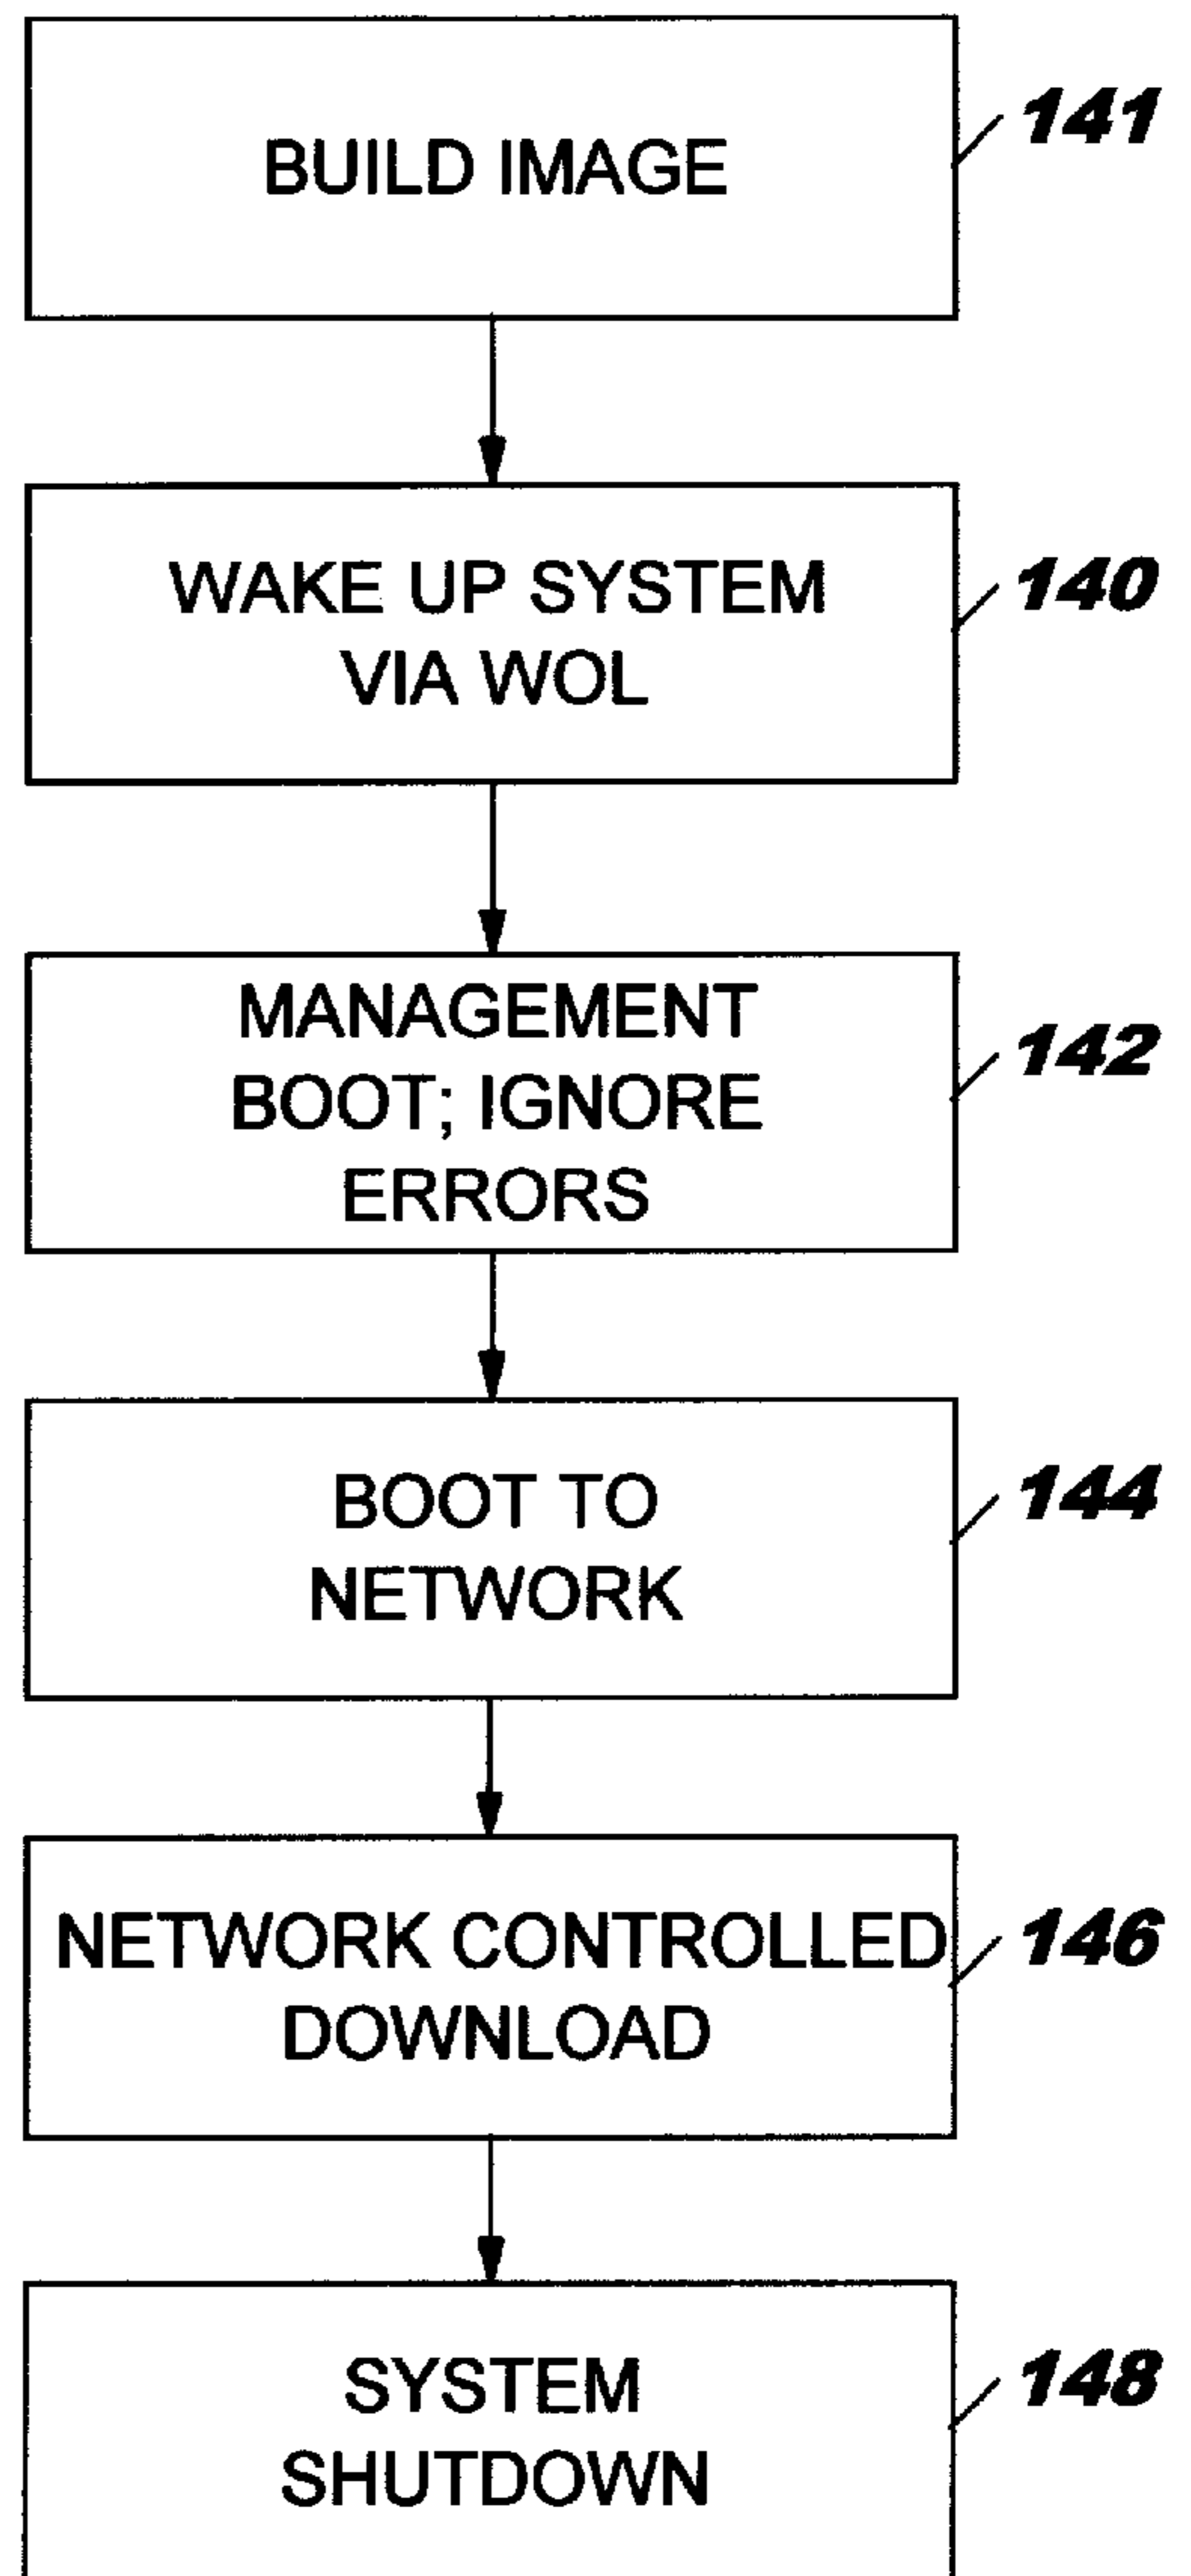 BUILD IMAGE
141
WAKE UP SYSTEM
VIA WOL
140
MANAGEMENT
BOOT; IGNORE
ERRORS
142
BOOT TO
NETWORK
144
NETWORK CONTROLLED
DOWNLOAD
146
SYSTEM
SHUTDOWN
148